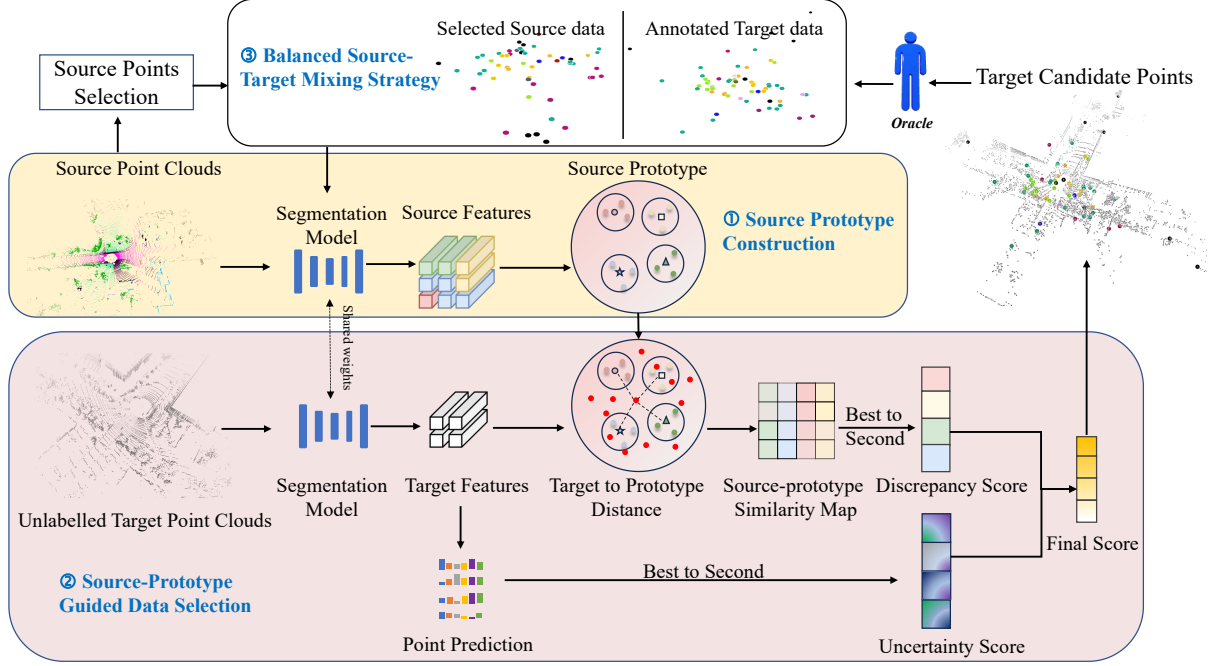 Selected Source data
Annotated Target data
③ Balanced Source-
Target Mixing Strategy
Source Points
Selection
Oracle
Target Candidate Points
Source Point Clouds
Segmentation
Model
Source Features
Source Prototype
① Source Prototype
Construction
Shared weights
Unlabelled Target Point Clouds
Segmentation
Model
Target Features
Target to Prototype
Distance
Source-prototype
Similarity Map
Best to
Second
Discrepancy Score
Final Score
② Source-Prototype
Guided Data Selection
Point Prediction
Best to Second
Uncertainty Score